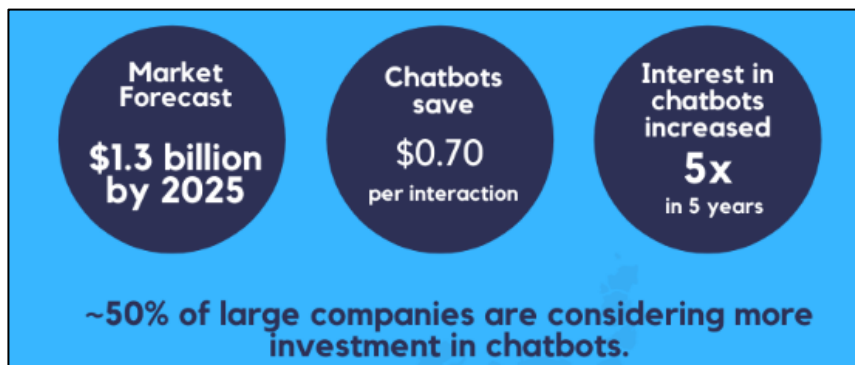 Market
Forecast
$1.3 billion
by 2025
Chatbots
save
$0.70
per interaction
Interest in
chatbots
increased
5x
in 5 years
~50% of large companies are considering more
investment in chatbots.